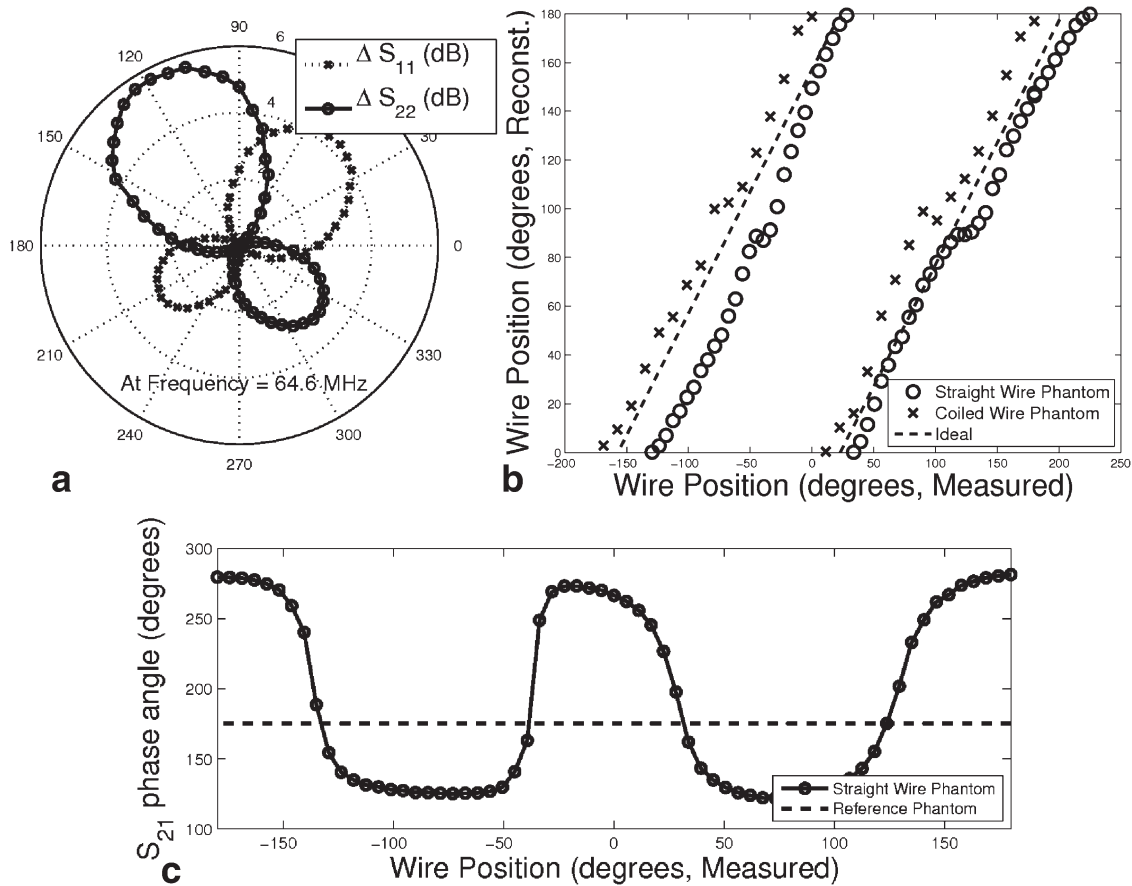 90
6
120
Δ S11 (dB)
Δ S22 (dB)
4
150
30
2
180
0
210
330
At Frequency = 64.6 MHz
240
300
270
a
Wire Position (degrees, Reconst.)
180
160
140
120
100
80
60
40
20
0
Straight Wire Phantom
Coiled Wire Phantom
Ideal
−200 −150 −100 −50 0 50 100 150 200 250
Wire Position (degrees, Measured)
b
S21 phase angle (degrees)
300
250
200
150
100
Straight Wire Phantom
Reference Phantom
−150 −100 −50 0 50 100 150
Wire Position (degrees, Measured)
c